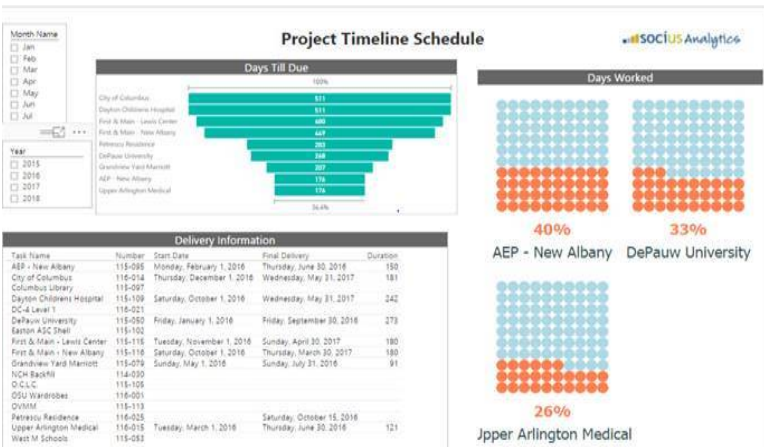 Project Timeline Schedule
SOCIUS Analytics
Month Name
Jan
Feb
Mar
Apr
May
Jun
Jul
Year
2015
2016
2017
2018
Days Till Due
100%
City of Columbus 511
Dayton Childrens Hospital 511
First & Main - Lewis Center 480
First & Main - New Albany 449
Petrescu Residence 283
DePauw University 268
Grandview Yard Marriott 207
AEP - New Albany 176
Upper Arlington Medical 176
34.4%
Days Worked
40%
AEP - New Albany
33%
DePauw University
26%
Upper Arlington Medical
Delivery Information
Task Name Number Start Date Final Delivery Duration
AEP - New Albany 115-095 Monday, February 1, 2016 Thursday, June 30, 2016 150
City of Columbus 116-014 Thursday, December 1, 2016 Wednesday, May 31, 2017 181
Columbus Library 115-097
Dayton Childrens Hospital 115-109 Saturday, October 1, 2016 Wednesday, May 31, 2017 242
DC-4 Level 1 116-021
DePauw University 115-050 Friday, January 1, 2016 Friday, September 30, 2016 273
Easton ASC Shell 115-102
First & Main - Lewis Center 115-115 Tuesday, November 1, 2016 Sunday, April 30, 2017 180
First & Main - New Albany 115-116 Saturday, October 1, 2016 Thursday, March 30, 2017 180
Grandview Yard Marriott 115-079 Sunday, May 1, 2016 Sunday, July 31, 2016 91
NCH Backfill 114-030
O.C.L.C. 115-105
OSU Wardrobes 116-001
OVMM 115-113
Petrescu Residence 116-025 Saturday, October 15, 2016
Upper Arlington Medical 116-015 Tuesday, March 1, 2016 Thursday, June 30, 2016 121
West M Schools 115-053